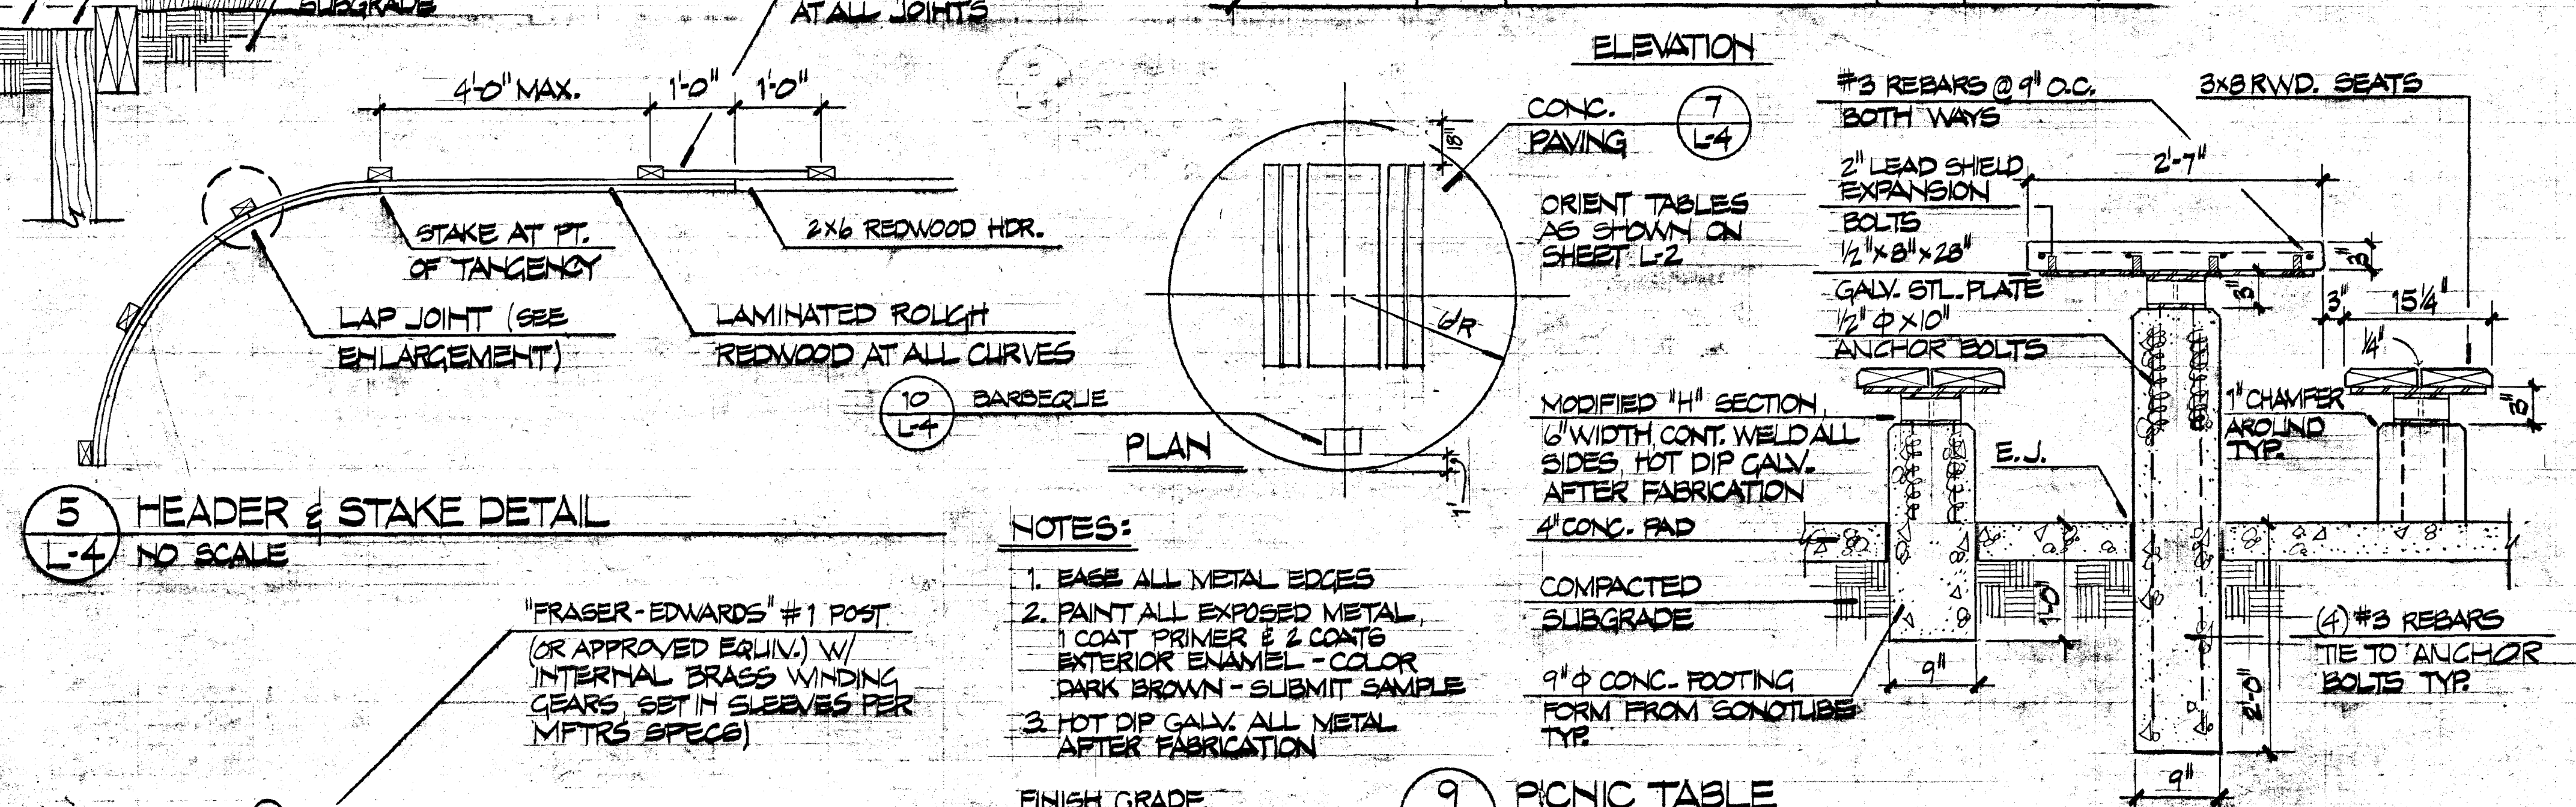 SUBGRADE
AT ALL JOINTS
4'-0" MAX.
1'-0"
1'-0"
STAKE AT PT.
OF TANGENCY
2X6 REDWOOD HDR.
LAP JOINT (SEE
ENLARGEMENT)
LAMINATED ROUGH
REDWOOD AT ALL CURVES
5
L-4
HEADER & STAKE DETAIL
NO SCALE
"FRASER-EDWARDS" #1 POST
(OR APPROVED EQUIV.) W/
INTERNAL BRASS WINDING
GEARS, SET IN SLEEVES PER
MFTRS SPECS)
18"
6'R
10
L-4
BARBEQUE
PLAN
1'
CONC.
PAVING
7
L-4
ORIENT TABLES
AS SHOWN ON
SHEET L-2
NOTES:
1. EASE ALL METAL EDGES
2. PAINT ALL EXPOSED METAL,
1 COAT PRIMER & 2 COATS
EXTERIOR ENAMEL - COLOR
DARK BROWN - SUBMIT SAMPLE
3. HOT DIP GALV. ALL METAL
AFTER FABRICATION
FINISH GRADE
ELEVATION
#3 REBARS @ 9" O.C.
BOTH WAYS
3X8 RWD. SEATS
2" LEAD SHIELD
EXPANSION
BOLTS
1/2" X 8" X 28"
GALV. STL. PLATE
1/2" Φ X 10"
ANCHOR BOLTS
2'-7"
3"
3"
3"
15 1/4"
1/4"
3"
1" CHAMFER
AROUND
TYP.
MODIFIED "H" SECTION,
6" WIDTH, CONT. WELD ALL
SIDES, HOT DIP GALV.
AFTER FABRICATION
E.J.
4" CONC. PAD
COMPACTED
SUBGRADE
1'-0"
9" Φ CONC. FOOTING
FORM FROM SONOTUBE
TYP.
9"
(4) #3 REBARS
TIE TO ANCHOR
BOLTS TYP.
2'-0"
9"
9
PICNIC TABLE